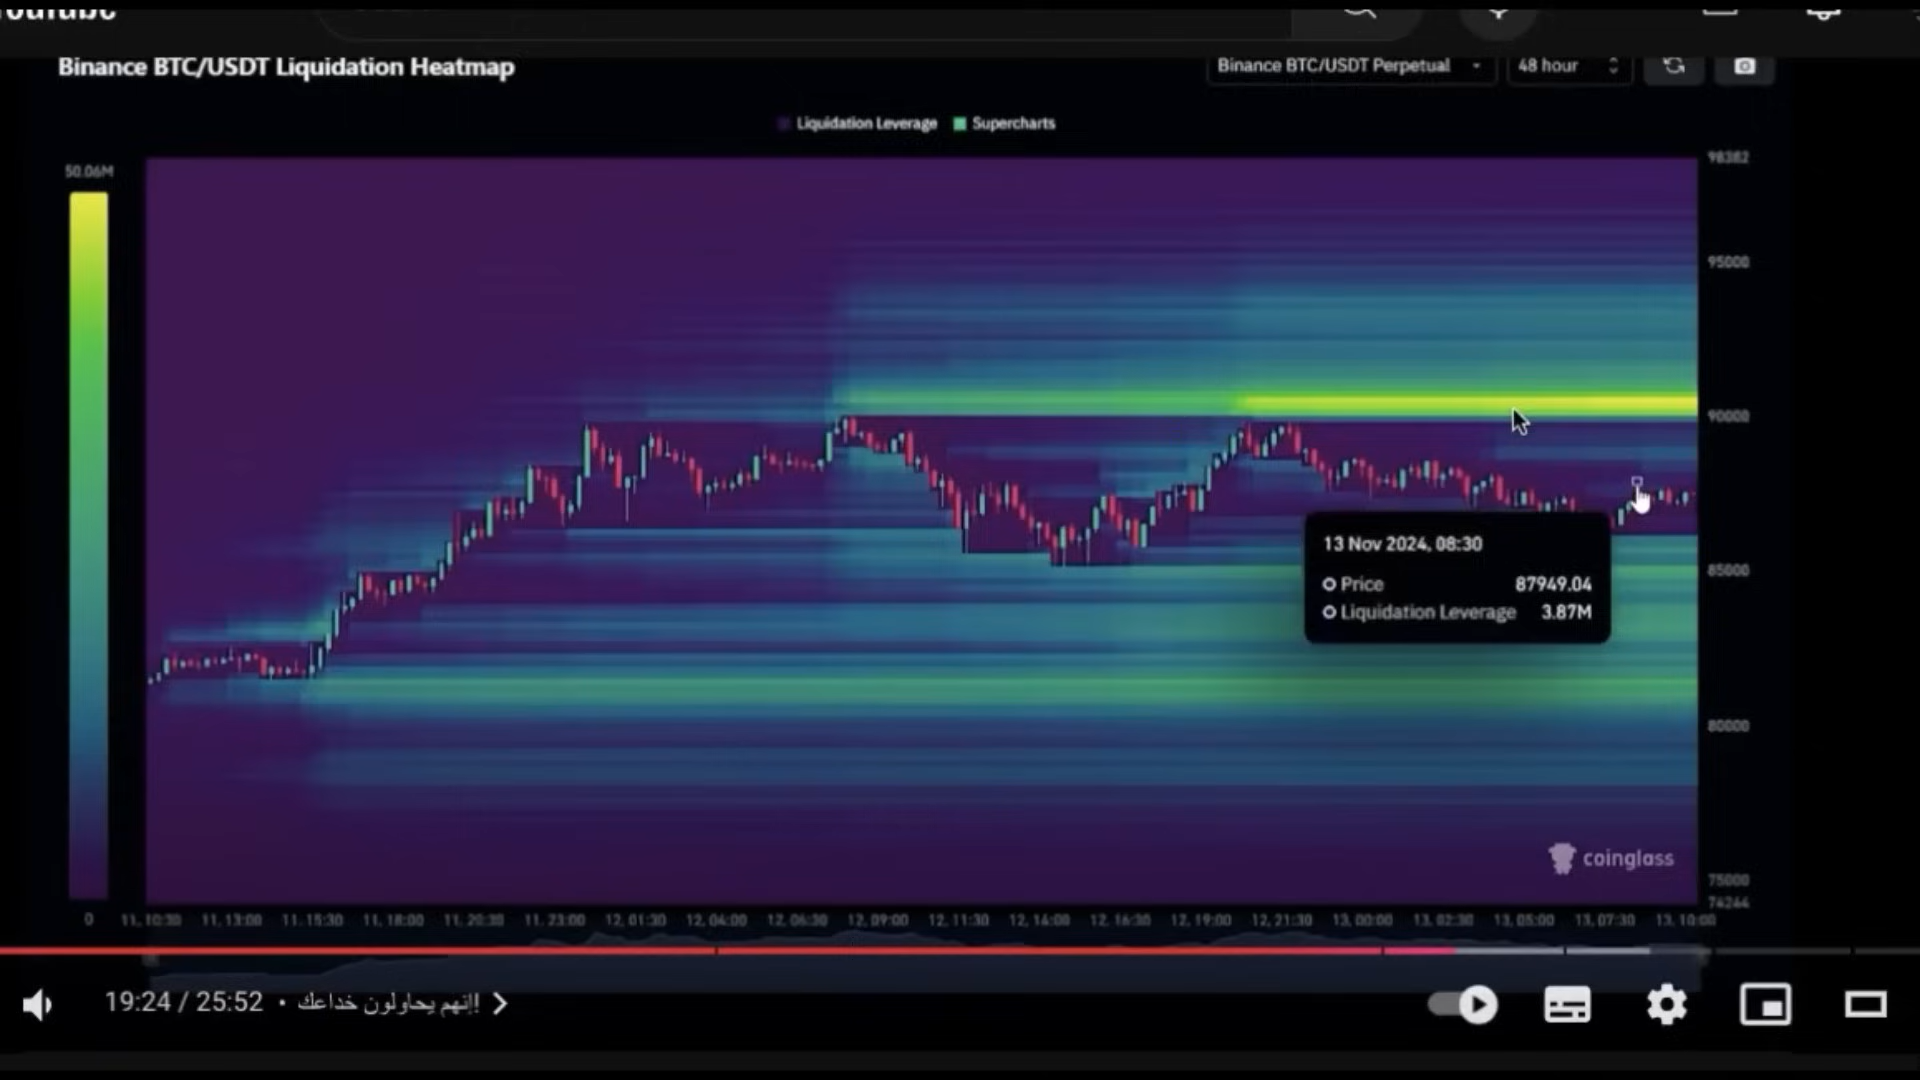 YouTube
Binance BTC/USDT Liquidation Heatmap
Binance BTC/USDT Perpetual
48 hour
Liquidation Leverage
Supercharts
50.06M
98382
95000
90000
85000
80000
75000
74244
13 Nov 2024, 08:30
Price 87949.04
Liquidation Leverage 3.87M
coinglass
0
11, 10:30 11, 13:00 11, 15:30 11, 18:00 11, 20:30 11, 23:00 12, 01:30 12, 04:00 12, 06:30 12, 09:00 12, 11:30 12, 14:00 12, 16:30 12, 19:00 12, 21:30 13, 00:00 13, 02:30 13, 05:00 13, 07:30 13, 10:00
19:24 / 25:52 • إنهم يحاولون خداعك!